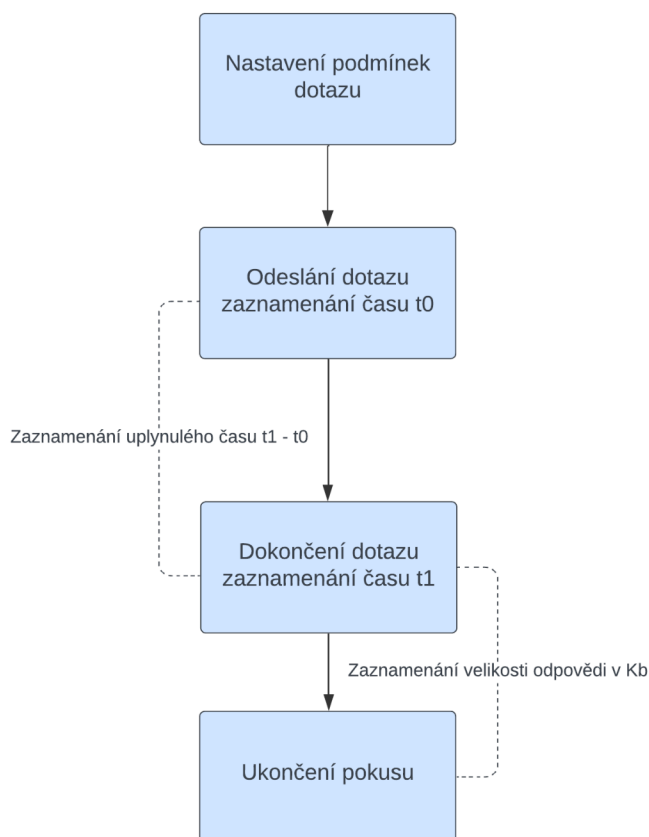 Nastavení podmínek
dotazu
Odeslání dotazu
zaznamenání času t0
Zaznamenání uplynulého času t1 - t0
Dokončení dotazu
zaznamenání času t1
Zaznamenání velikosti odpovědi v Kb
Ukončení pokusu